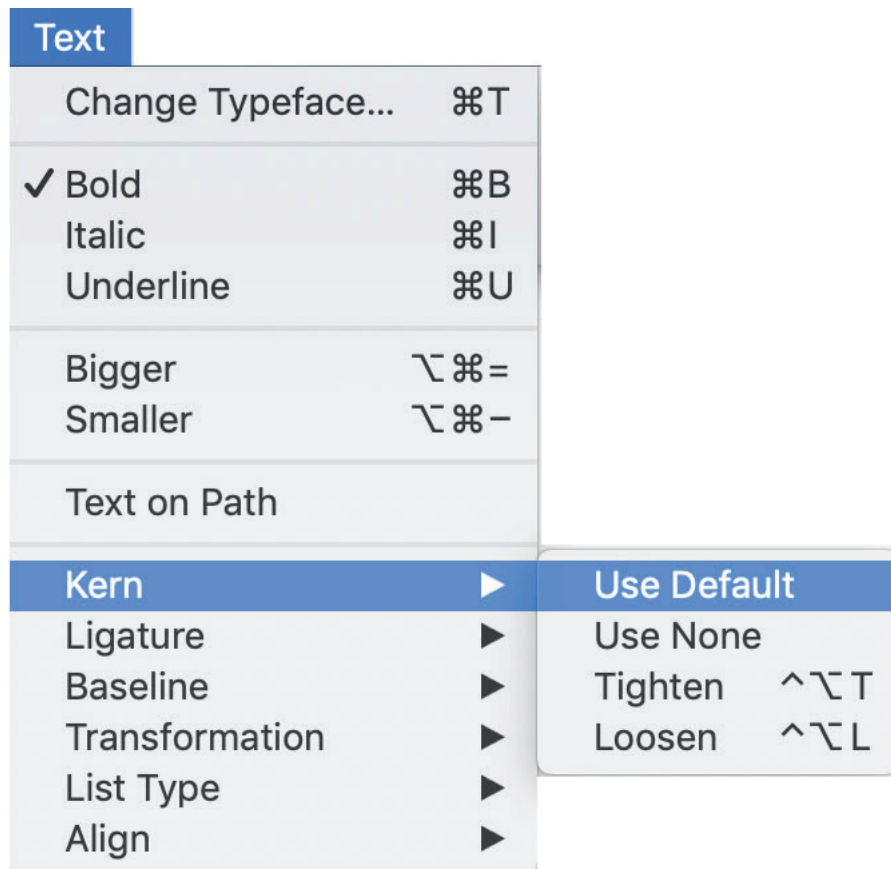 Text
Change Typeface... ⌘T
✓ Bold ⌘B
Italic ⌘I
Underline ⌘U
Bigger ⌥⌘=
Smaller ⌥⌘−
Text on Path
Kern ▶
Ligature ▶
Baseline ▶
Transformation ▶
List Type ▶
Align ▶
Use Default
Use None
Tighten ^⌥T
Loosen ^⌥L